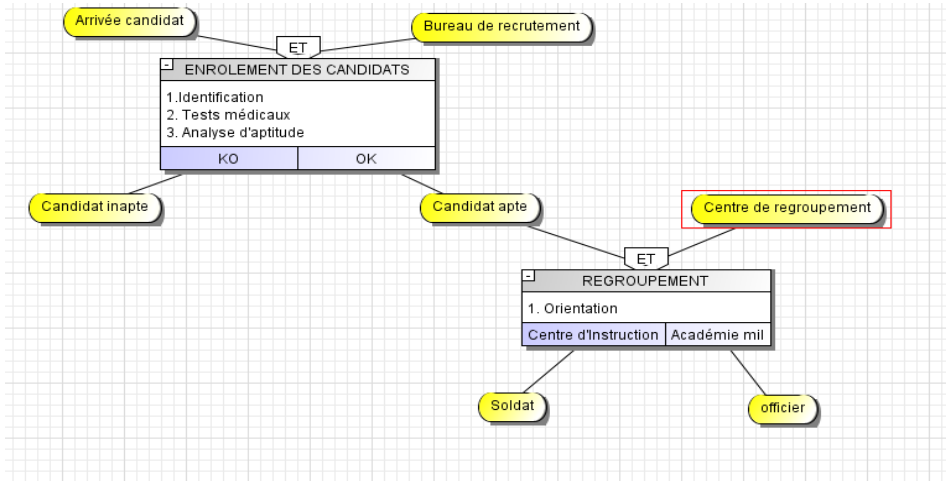 Arrivée candidat
Bureau de recrutement
ET
ENROLEMENT DES CANDIDATS
1.Identification
2. Tests médicaux
3. Analyse d'aptitude
KO
OK
Candidat inapte
Candidat apte
Centre de regroupement
ET
REGROUPEMENT
1. Orientation
Centre d'Instruction
Académie mil
Soldat
officier